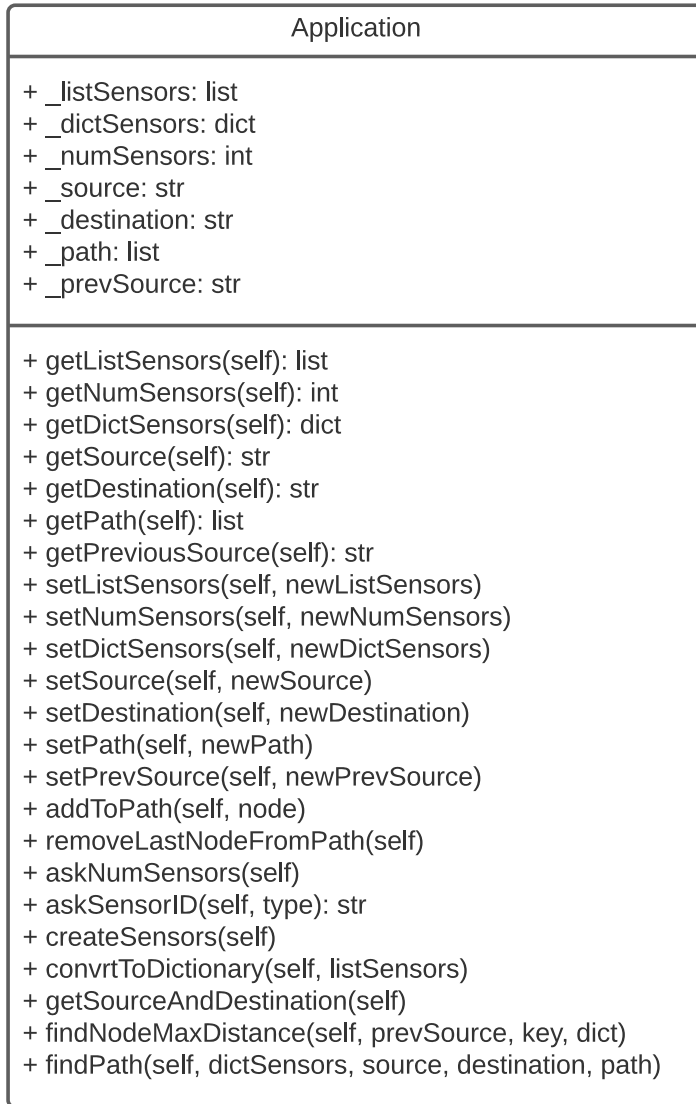 Application
+ _listSensors: list
+ _dictSensors: dict
+ _numSensors: int
+ _source: str
+ _destination: str
+ _path: list
+ _prevSource: str
+ getListSensors(self): list
+ getNumSensors(self): int
+ getDictSensors(self): dict
+ getSource(self): str
+ getDestination(self): str
+ getPath(self): list
+ getPreviousSource(self): str
+ setListSensors(self, newListSensors)
+ setNumSensors(self, newNumSensors)
+ setDictSensors(self, newDictSensors)
+ setSource(self, newSource)
+ setDestination(self, newDestination)
+ setPath(self, newPath)
+ setPrevSource(self, newPrevSource)
+ addToPath(self, node)
+ removeLastNodeFromPath(self)
+ askNumSensors(self)
+ askSensorID(self, type): str
+ createSensors(self)
+ convrtToDictionary(self, listSensors)
+ getSourceAndDestination(self)
+ findNodeMaxDistance(self, prevSource, key, dict)
+ findPath(self, dictSensors, source, destination, path)